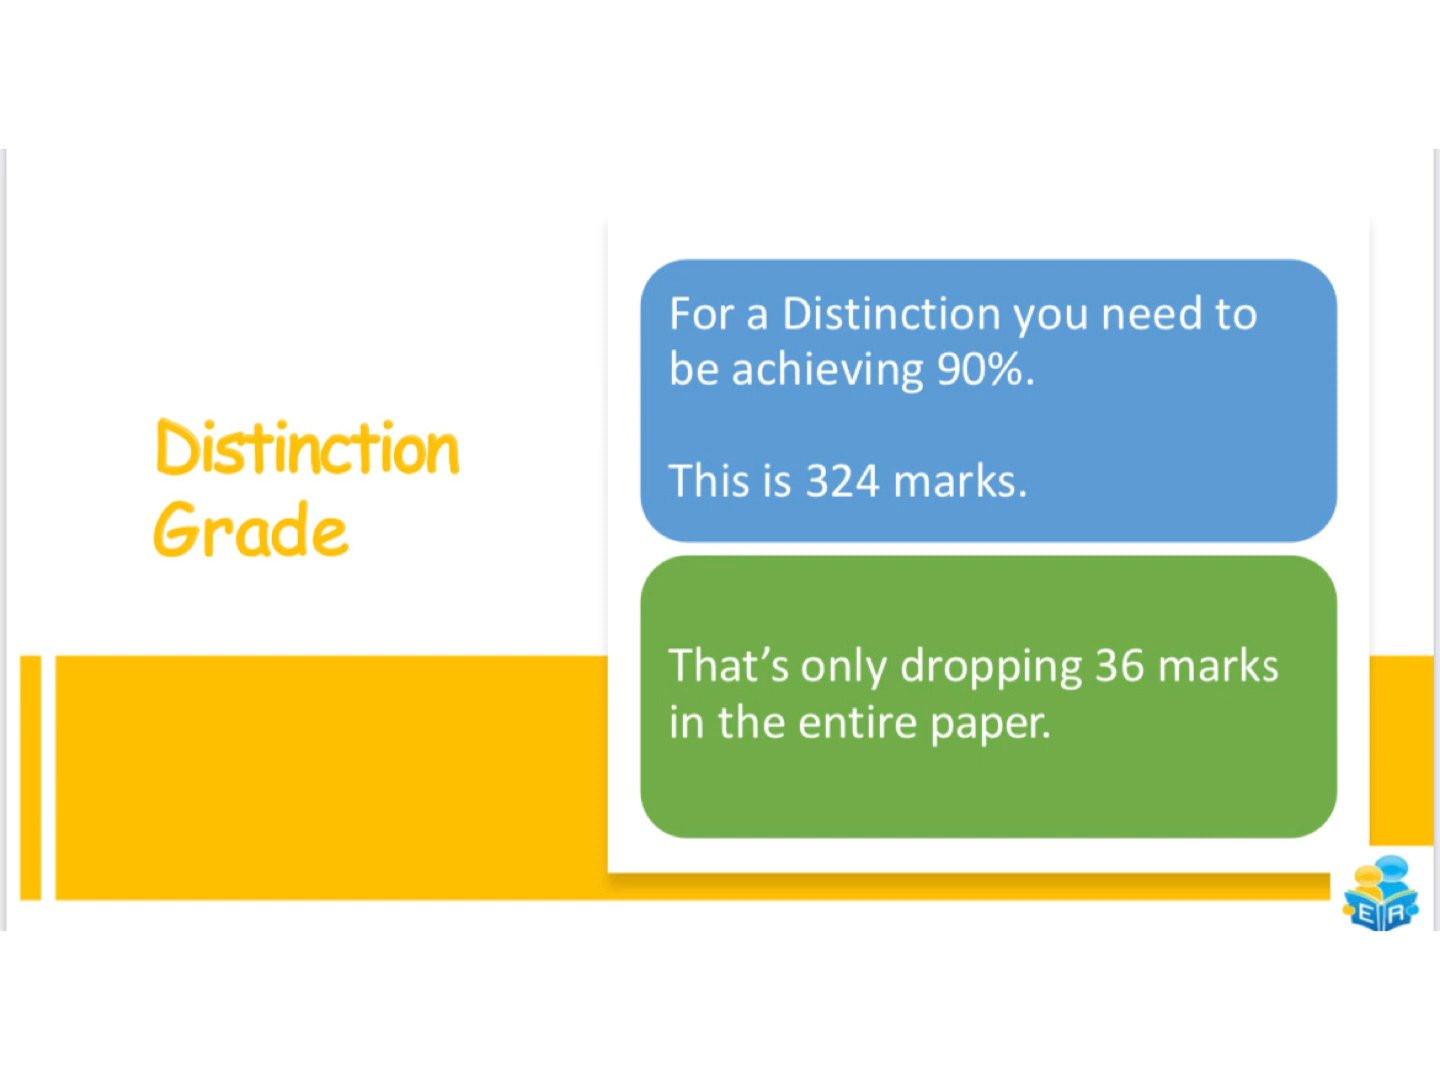 Distinction
Grade
For a Distinction you need to
be achieving 90%.
This is 324 marks.
That’s only dropping 36 marks
in the entire paper.
E R